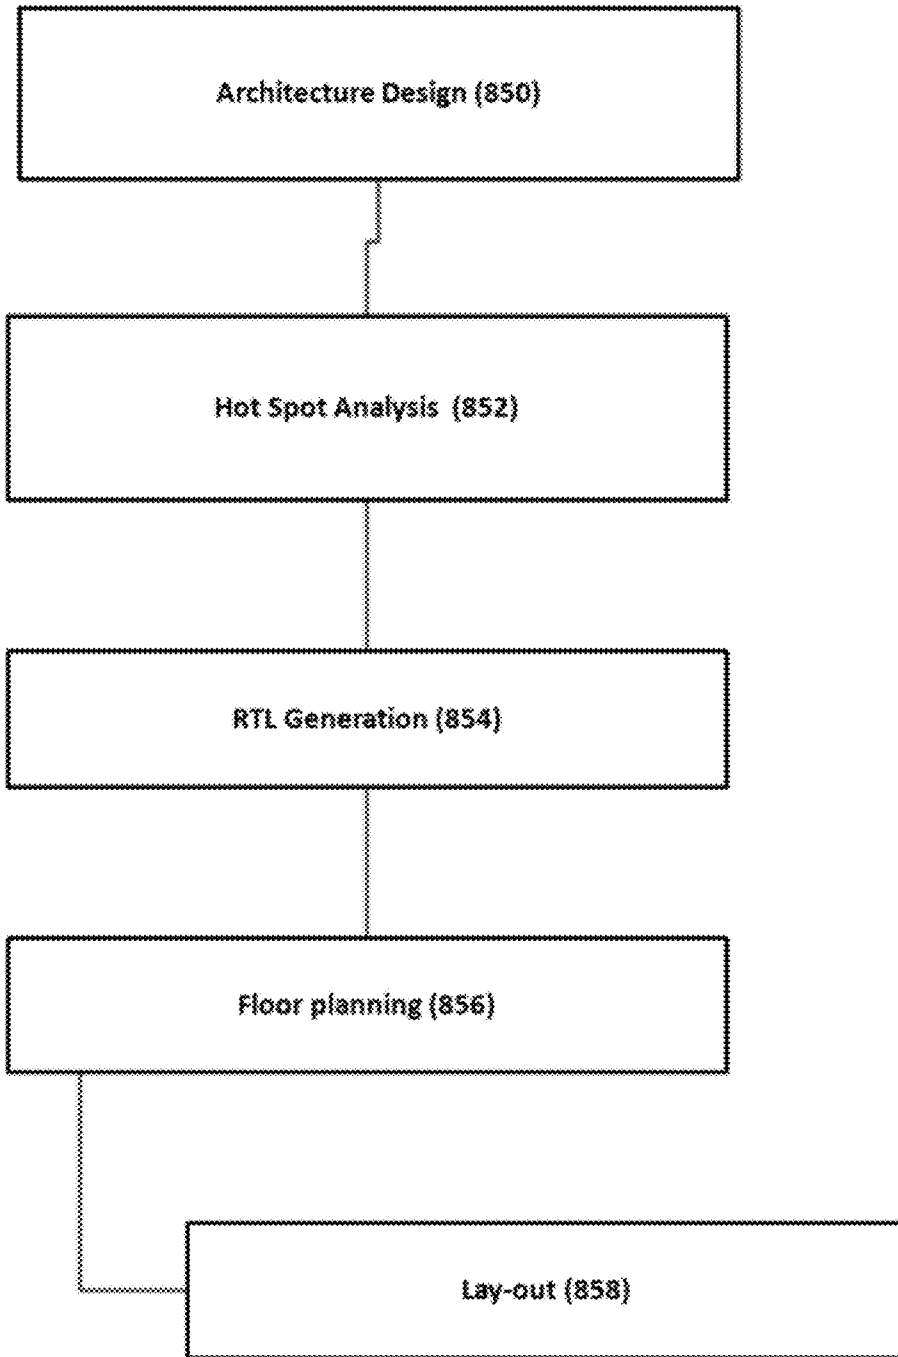 Architecture Design (850)
Hot Spot Analysis (852)
RTL Generation (854)
Floor planning (856)
Lay-out (858)